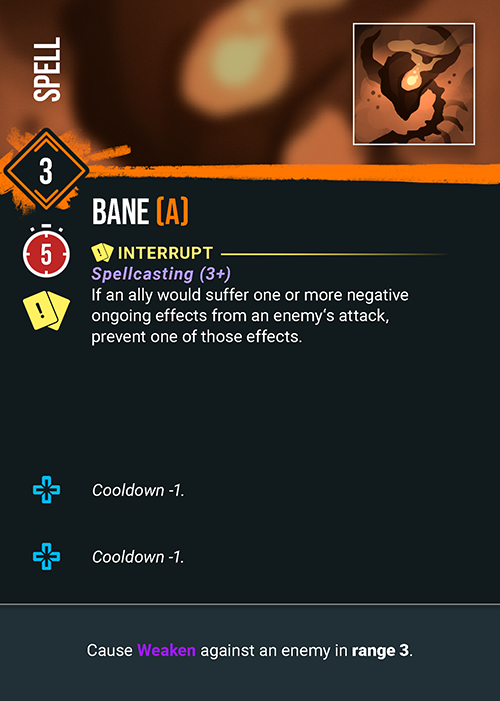 SPELL
3
BANE (A)
5
! INTERRUPT
Spellcasting (3+)
!
If an ally would suffer one or more negative
ongoing effects from an enemy's attack,
prevent one of those effects.
Cooldown -1.
Cooldown -1.
Cause Weaken against an enemy in range 3.